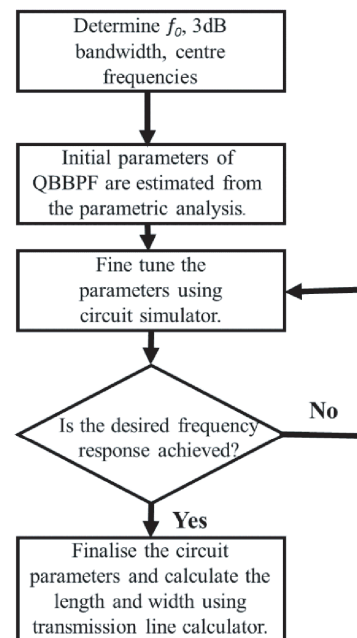 Determine fₒ, 3dB
bandwidth, centre
frequencies
Initial parameters of
QBBPF are estimated from
the parametric analysis.
Fine tune the
parameters using
circuit simulator.
Is the desired frequency
response achieved?
No
Yes
Finalise the circuit
parameters and calculate the
length and width using
transmission line calculator.